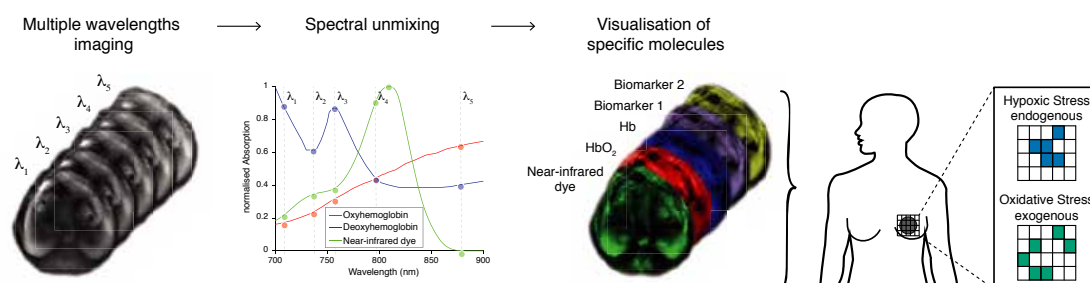 Multiple wavelengths
imaging
Spectral unmixing
Visualisation of
specific molecules
λ5
λ4
λ3
λ2
λ1
normalised Absorption
1
0.8
0.6
0.4
0.2
0
λ1
λ2
λ3
λ4
λ5
Oxyhemoglobin
Deoxyhemoglobin
Near-infrared dye
700
750
800
850
900
Wavelength (nm)
Biomarker 2
Biomarker 1
Hb
HbO2
Near-infrared
dye
Hypoxic Stress
endogenous
Oxidative Stress
exogenous